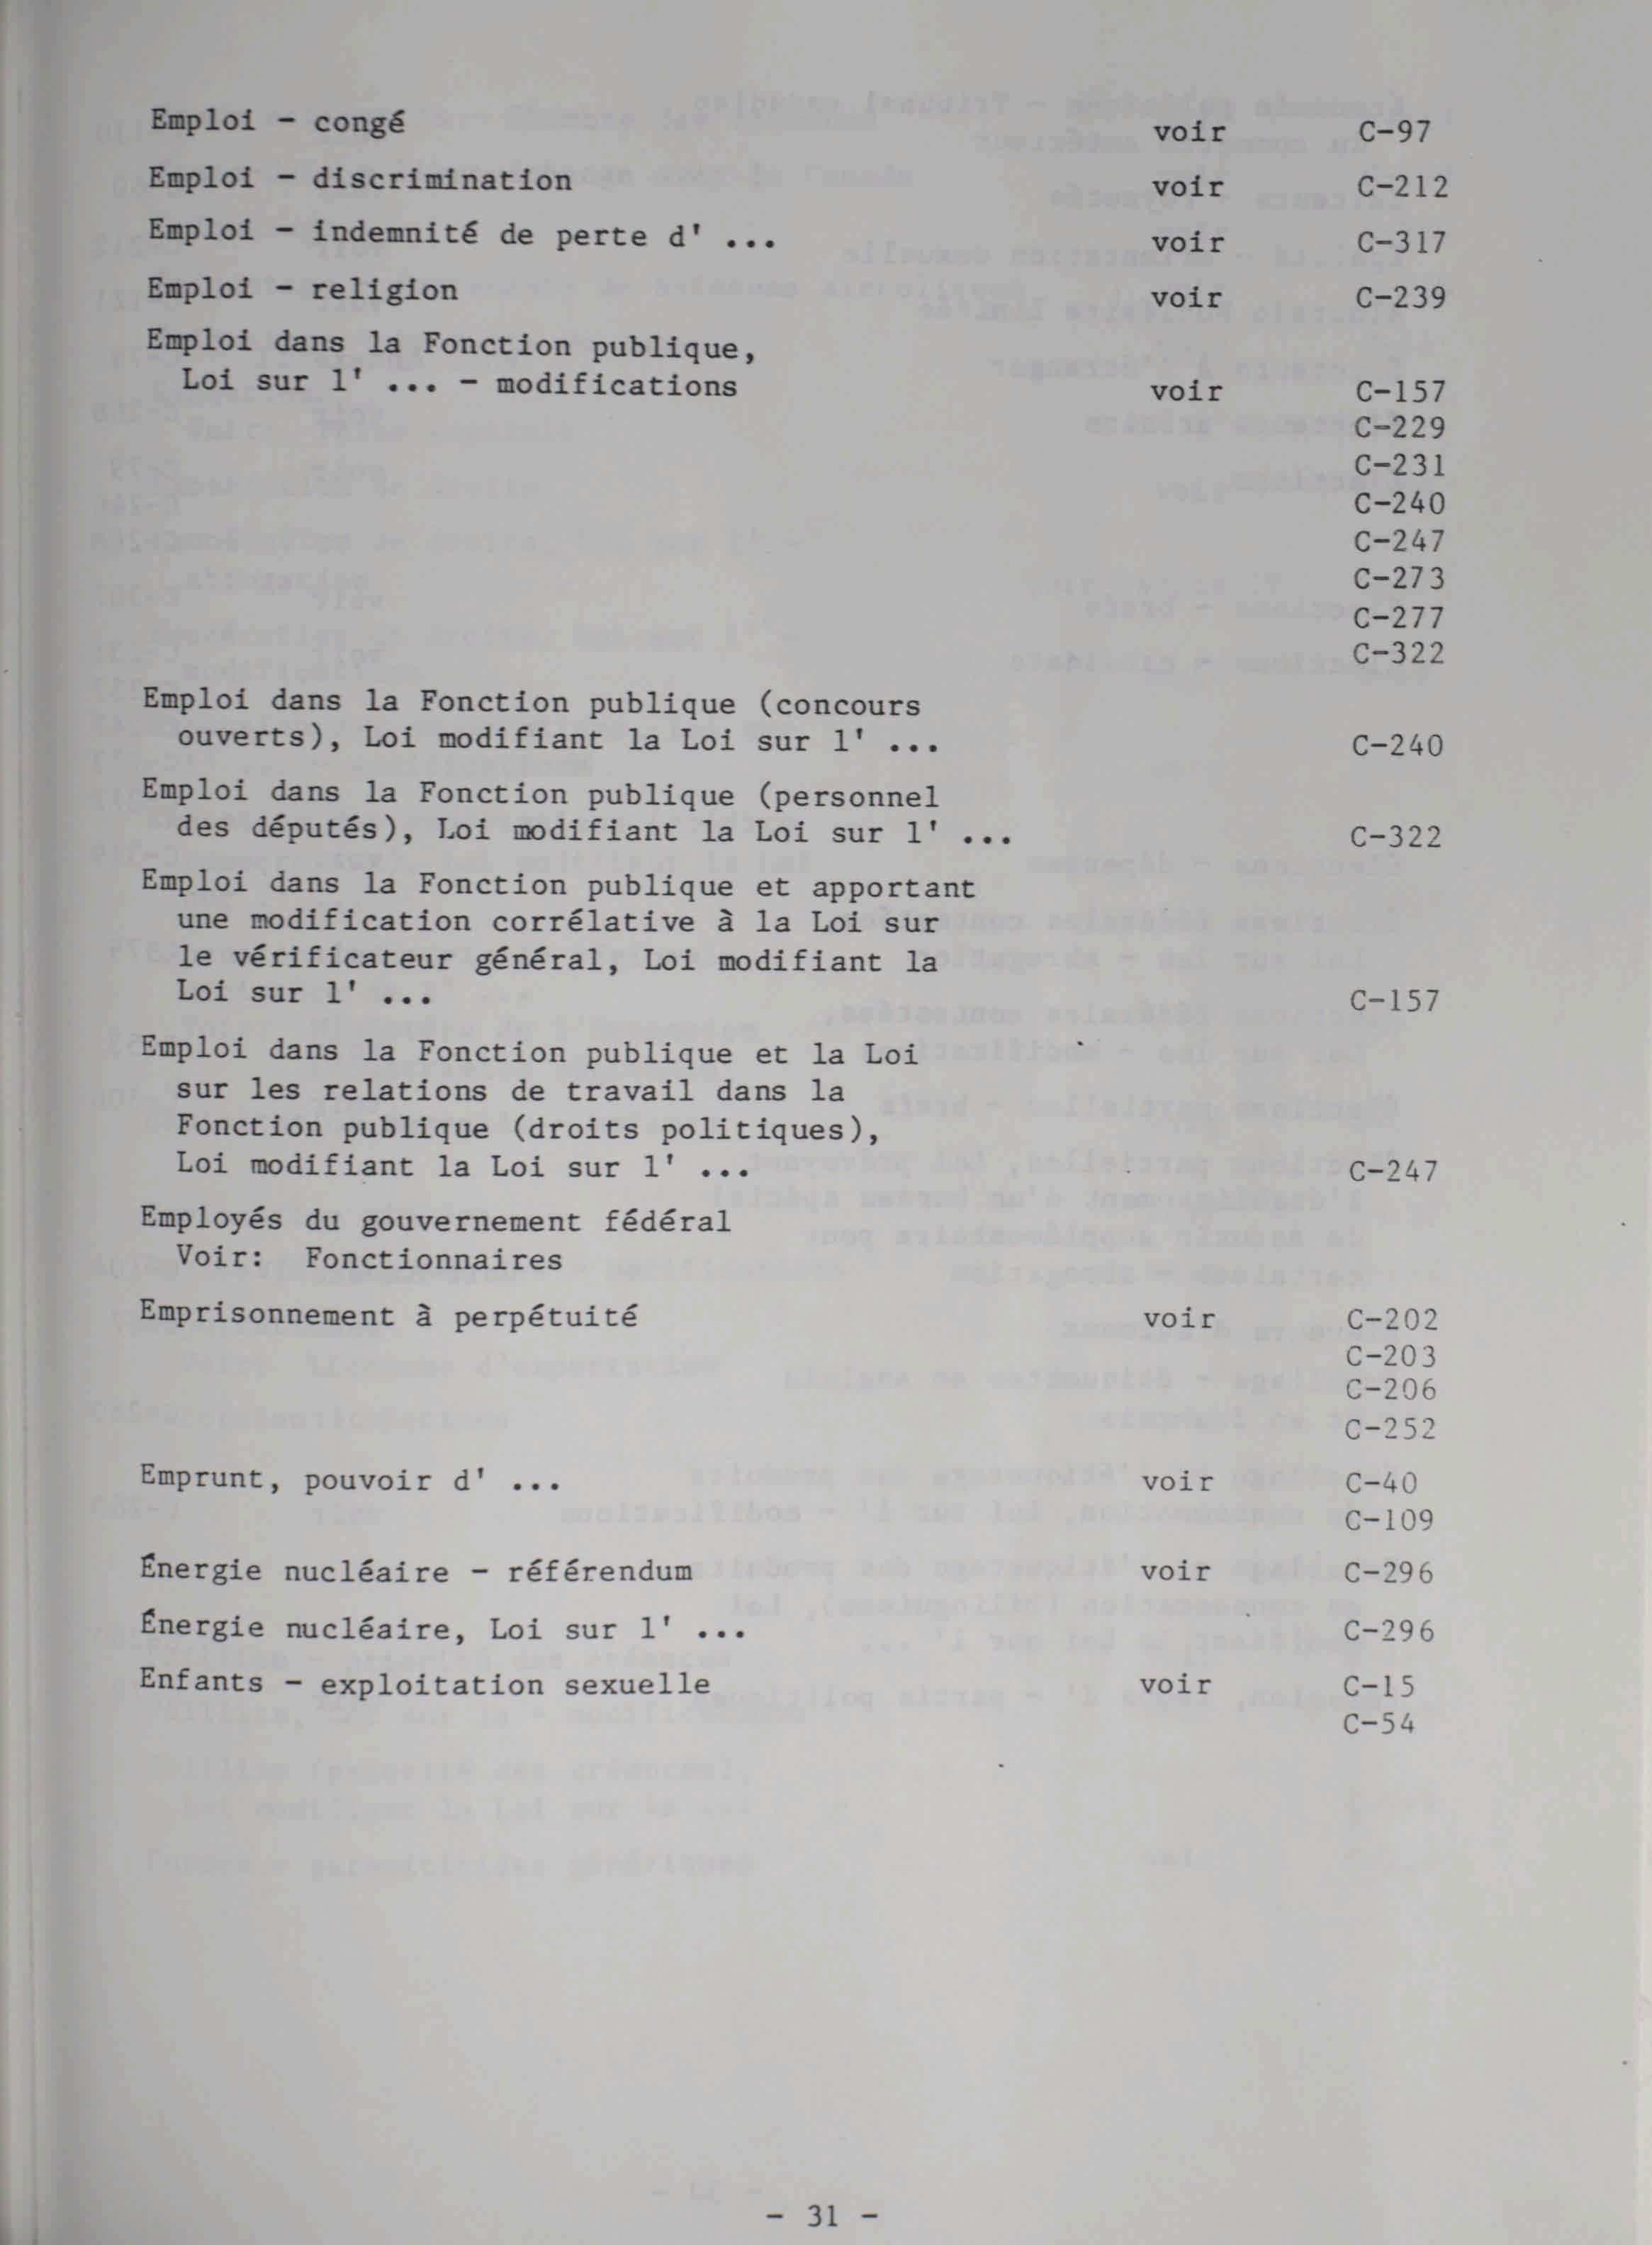 Emploi - congé voir C-97
Emploi - discrimination voir C-212
Emploi - indemnité de perte d' ... voir C-317
Emploi - religion voir C-239
Emploi dans la Fonction publique,
Loi sur l' ... - modifications voir C-157
C-229
C-231
C-240
C-247
C-273
C-277
C-322
Emploi dans la Fonction publique (concours
ouverts), Loi modifiant la Loi sur l' ... C-240
Emploi dans la Fonction publique (personnel
des députés), Loi modifiant la Loi sur l' ... C-322
Emploi dans la Fonction publique et apportant
une modification corrélative à la Loi sur
le vérificateur général, Loi modifiant la
Loi sur l' ... C-157
Emploi dans la Fonction publique et la Loi
sur les relations de travail dans la
Fonction publique (droits politiques),
Loi modifiant la Loi sur l' ... C-247
Employés du gouvernement fédéral
Voir: Fonctionnaires
Emprisonnement à perpétuité voir C-202
C-203
C-206
C-252
Emprunt, pouvoir d' ... voir C-40
C-109
Énergie nucléaire - référendum voir C-296
Énergie nucléaire, Loi sur l' ... C-296
Enfants - exploitation sexuelle voir C-15
C-54
- 31 -